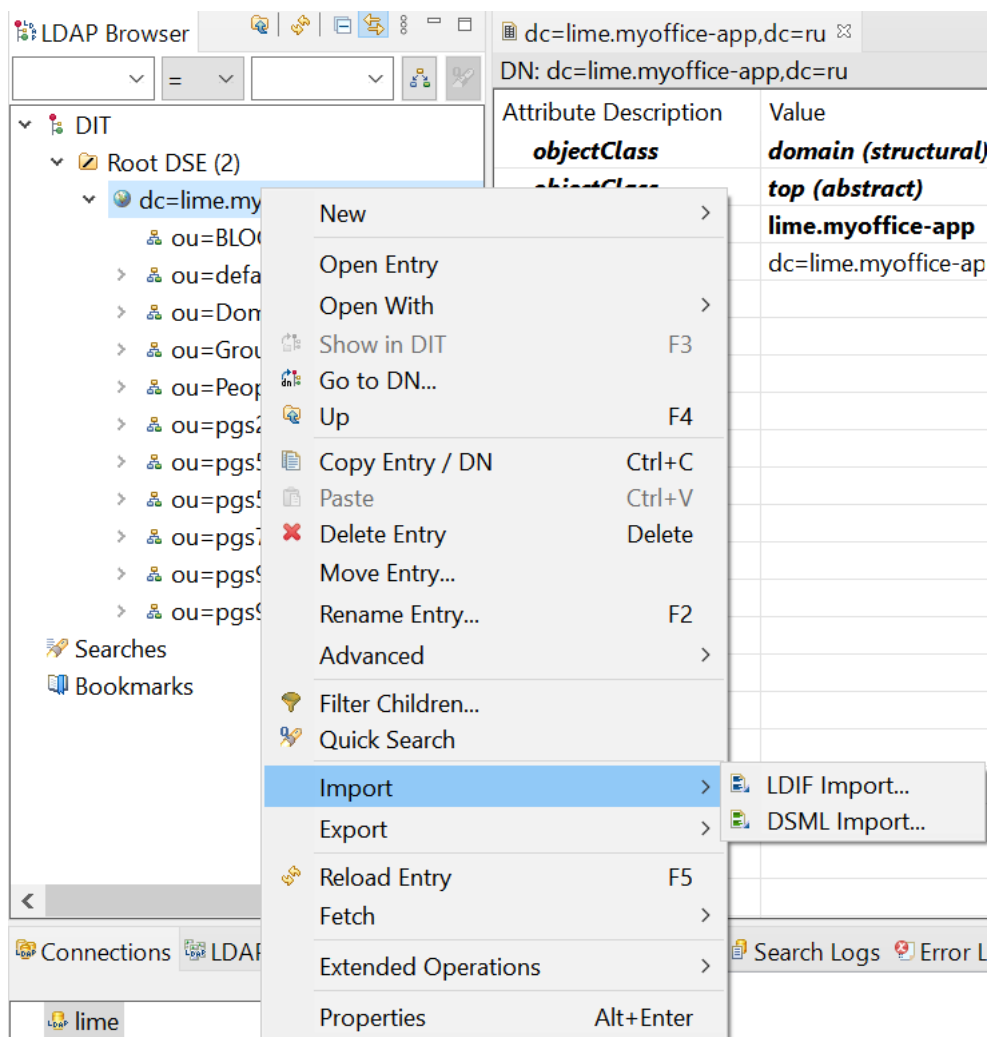 LDAP Browser
=
DIT
Root DSE (2)
dc=lime.my
ou=BLO
ou=defa
ou=Don
ou=Grou
ou=Peop
ou=pgs2
ou=pgs5
ou=pgs5
ou=pgs7
ou=pgs9
ou=pgs9
Searches
Bookmarks
dc=lime.myoffice-app,dc=ru
DN: dc=lime.myoffice-app,dc=ru
Attribute Description Value
objectClass domain (structural)
objectClass top (abstract)
lime.myoffice-app
dc=lime.myoffice-ap
New
Open Entry
Open With
Show in DIT F3
Go to DN...
Up F4
Copy Entry / DN Ctrl+C
Paste Ctrl+V
Delete Entry Delete
Move Entry...
Rename Entry... F2
Advanced
Filter Children...
Quick Search
Import
Export
Reload Entry F5
Fetch
Extended Operations
Properties Alt+Enter
LDIF Import...
DSML Import...
Connections LDAP
Search Logs Error L
lime